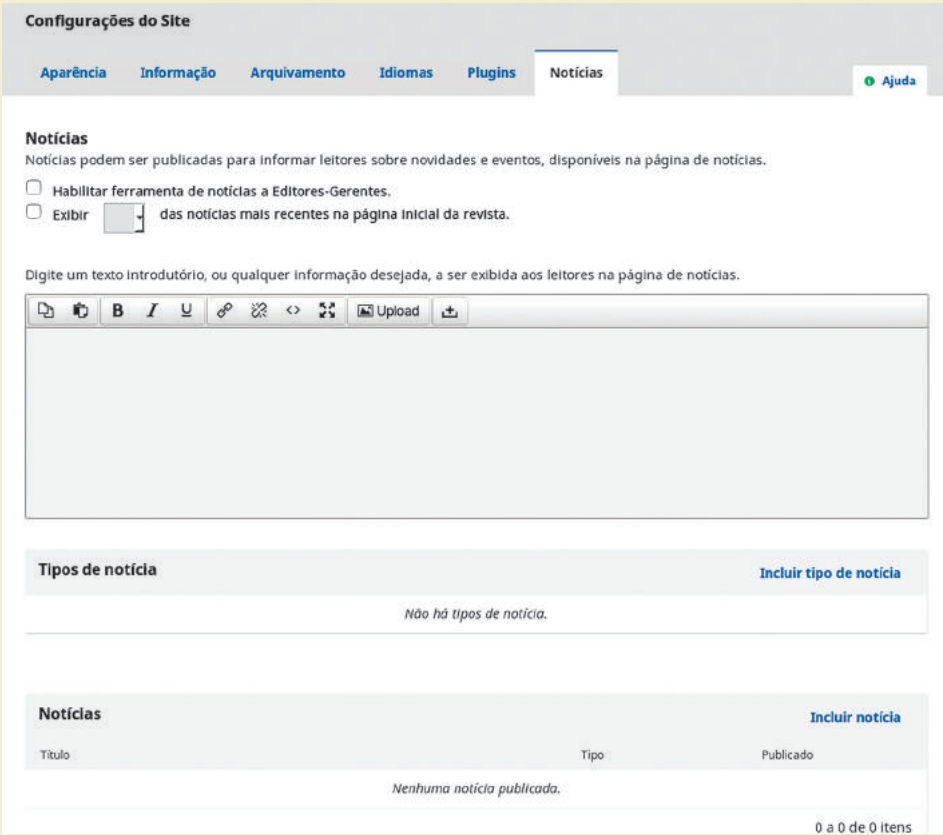 Configurações do Site
Aparência Informação Arquivamento Idiomas Plugins Notícias
Ajuda
Notícias
Notícias podem ser publicadas para informar leitores sobre novidades e eventos, disponíveis na página de notícias.
Habilitar ferramenta de notícias a Editores-Gerentes.
Exibir das notícias mais recentes na página inicial da revista.
Digite um texto introdutório, ou qualquer informação desejada, a ser exibida aos leitores na página de notícias.
B I U Upload
Tipos de notícia Incluir tipo de notícia
Não há tipos de notícia.
Notícias Incluir notícia
Título Tipo Publicado
Nenhuma notícia publicada.
0 a 0 de 0 itens